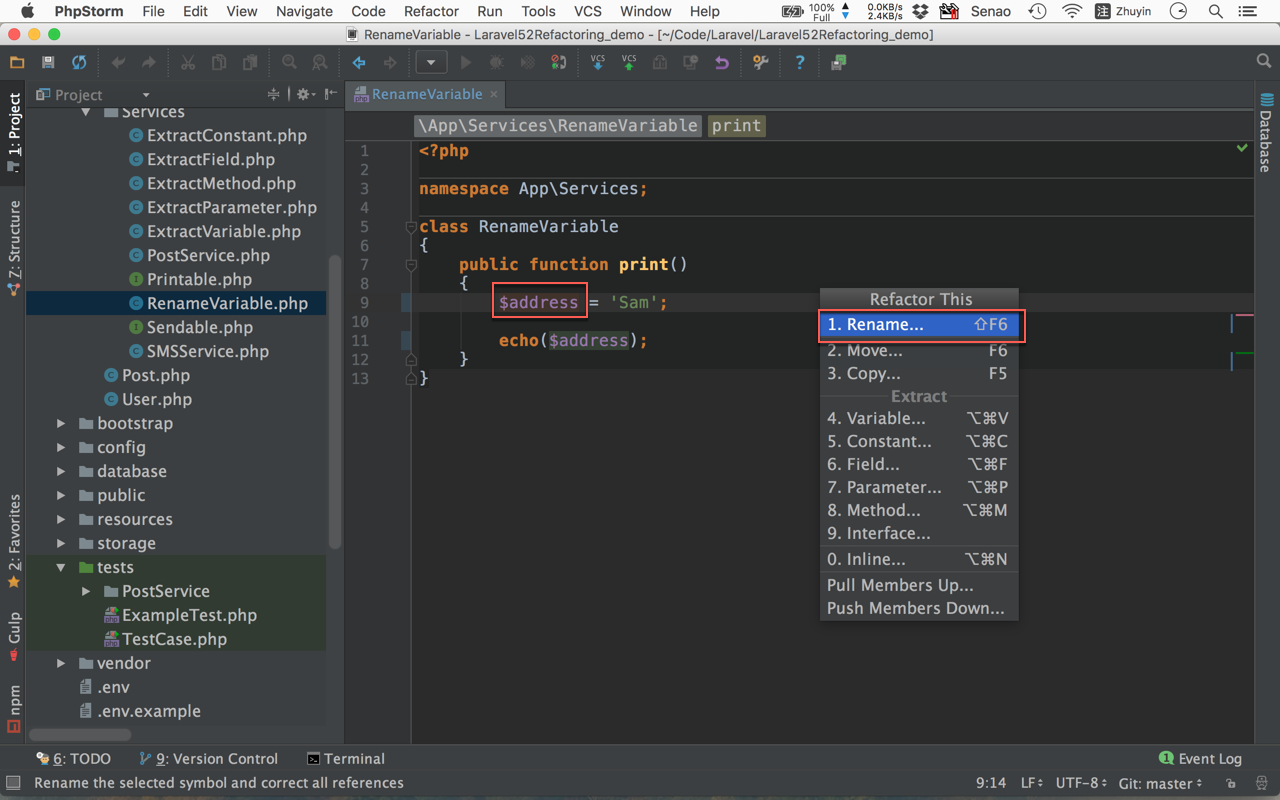 PhpStorm File Edit View Navigate Code Refactor Run Tools VCS Window Help 100% Full 0.0KB/s 2.4KB/s Senao 注 Zhuyin
RenameVariable - Laravel52Refactoring_demo - [~/Code/Laravel/Laravel52Refactoring_demo]
VCS VCS ?
1: Project
7: Structure
2: Favorites
Gulp
npm
Project
Services
ExtractConstant.php
ExtractField.php
ExtractMethod.php
ExtractParameter.php
ExtractVariable.php
PostService.php
Printable.php
RenameVariable.php
Sendable.php
SMSService.php
Post.php
User.php
bootstrap
config
database
public
resources
storage
tests
PostService
ExampleTest.php
TestCase.php
vendor
.env
.env.example
RenameVariable ×
\App\Services\RenameVariable print
1 <?php
2
3 namespace App\Services;
4
5 class RenameVariable
6 {
7 public function print()
8 {
9 $address = 'Sam';
10
11 echo($address);
12 }
13 }
Refactor This
1. Rename... ⇧F6
2. Move... F6
3. Copy... F5
Extract
4. Variable... ⌥⌘V
5. Constant... ⌥⌘C
6. Field... ⌥⌘F
7. Parameter... ⌥⌘P
8. Method... ⌥⌘M
9. Interface...
0. Inline... ⌥⌘N
Pull Members Up...
Push Members Down...
Database
6: TODO 9: Version Control Terminal 1 Event Log
Rename the selected symbol and correct all references 9:14 LF UTF-8 Git: master